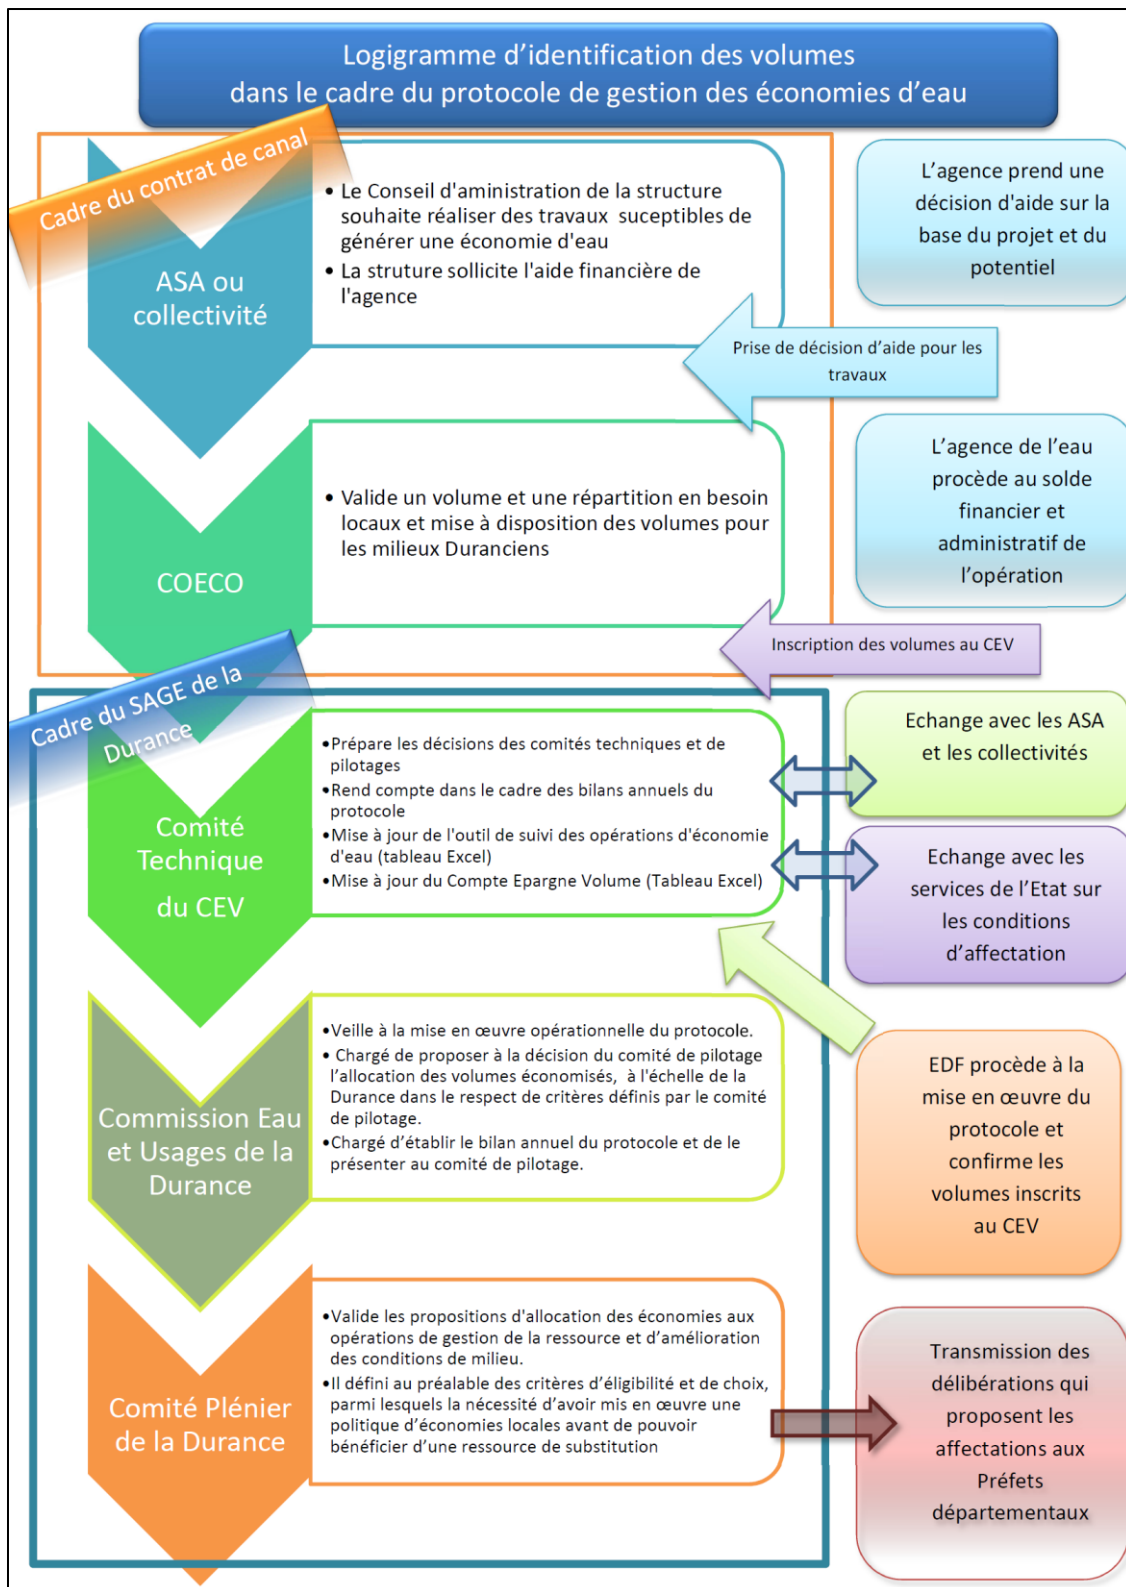 Logigramme d’identification des volumes
dans le cadre du protocole de gestion des économies d’eau
Cadre du contrat de canal
ASA ou
collectivité
• Le Conseil d'aministration de la structure
souhaite réaliser des travaux suceptibles de
générer une économie d'eau
• La struture sollicite l'aide financière de
l'agence
L’agence prend une
décision d'aide sur la
base du projet et du
potentiel
Prise de décision d’aide pour les
travaux
COECO
• Valide un volume et une répartition en besoin
locaux et mise à disposition des volumes pour
les milieux Duranciens
L’agence de l’eau
procède au solde
financier et
administratif de
l’opération
Inscription des volumes au CEV
Cadre du SAGE de la
Durance
Comité
Technique
du CEV
•Prépare les décisions des comités techniques et de
pilotages
•Rend compte dans le cadre des bilans annuels du
protocole
•Mise à jour de l'outil de suivi des opérations d'économie
d'eau (tableau Excel)
•Mise à jour du Compte Epargne Volume (Tableau Excel)
Echange avec les ASA
et les collectivités
Echange avec les
services de l’Etat sur
les conditions
d’affectation
Commission Eau
et Usages de la
Durance
•Veille à la mise en œuvre opérationnelle du protocole.
• Chargé de proposer à la décision du comité de pilotage
l’allocation des volumes économisés, à l'échelle de la
Durance dans le respect de critères définis par le comité
de pilotage.
•Chargé d’établir le bilan annuel du protocole et de le
présenter au comité de pilotage.
EDF procède à la
mise en œuvre du
protocole et
confirme les
volumes inscrits
au CEV
Comité Plénier
de la Durance
•Valide les propositions d'allocation des économies aux
opérations de gestion de la ressource et d’amélioration
des conditions de milieu.
•Il défini au préalable des critères d’éligibilité et de choix,
parmi lesquels la nécessité d’avoir mis en œuvre une
politique d’économies locales avant de pouvoir
bénéficier d’une ressource de substitution
Transmission des
délibérations qui
proposent les
affectations aux
Préfets
départementaux